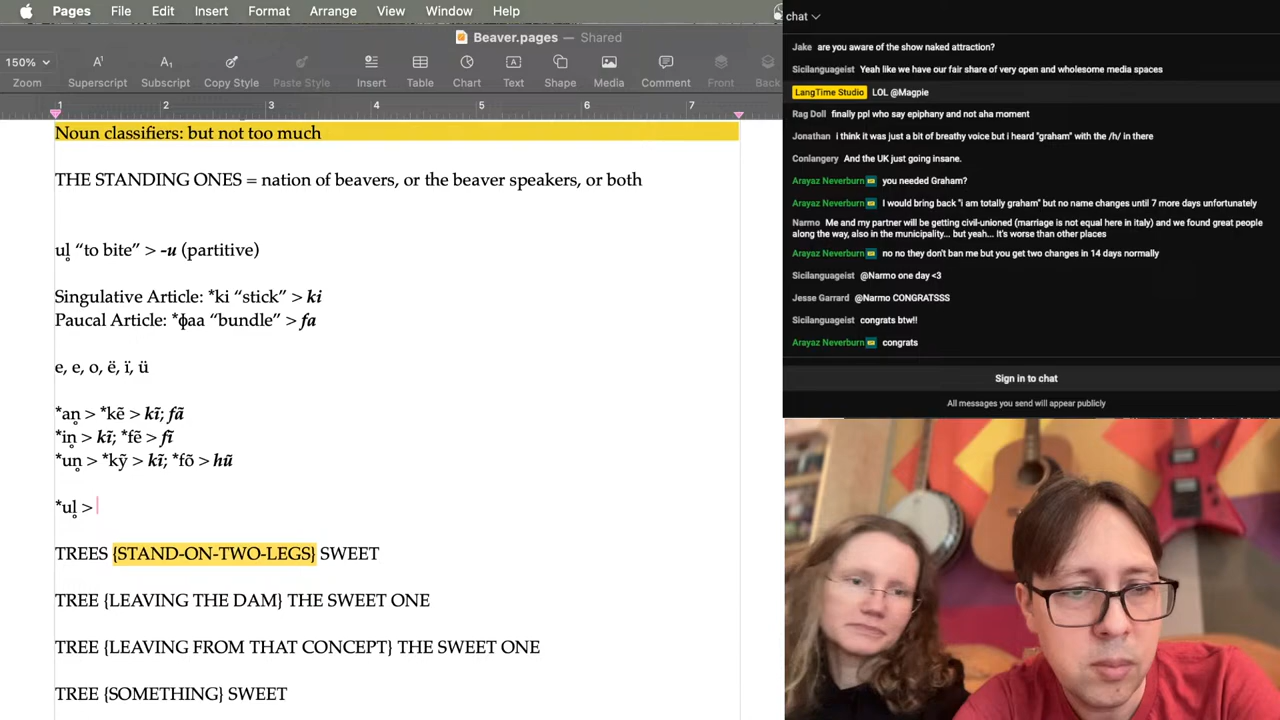 Pages File Edit Insert Format Arrange View Window Help
Beaver.pages — Shared
150%
Zoom Superscript Subscript Copy Style Paste Style Insert Table Chart Text Shape Media Comment Front Back
1 2 3 4 5 6 7
Noun classifiers: but not too much
THE STANDING ONES = nation of beavers, or the beaver speakers, or both
ul̥ “to bite” > -u (partitive)
Singulative Article: *ki “stick” > ki
Paucal Article: *ɸaa “bundle” > fa
e, e, o, ë, ï, ü
*an̥ > *kẽ > kĩ; fã
*in̥ > kĩ; *fẽ > fĩ
*un̥ > *kỹ > kĩ; *fõ > hũ
*ul̥ >
TREES {STAND-ON-TWO-LEGS} SWEET
TREE {LEAVING THE DAM} THE SWEET ONE
TREE {LEAVING FROM THAT CONCEPT} THE SWEET ONE
TREE {SOMETHING} SWEET
chat
Jake are you aware of the show naked attraction?
Sicilanguageist Yeah like we have our fair share of very open and wholesome media spaces
LangTime Studio LOL @Magpie
Rag Doll finally ppl who say epiphany and not aha moment
Jonathan i think it was just a bit of breathy voice but i heard "graham" with the /h/ in there
Conlangery And the UK just going insane.
Arayaz Neverburn you needed Graham?
Arayaz Neverburn I would bring back "i am totally graham" but no name changes until 7 more days unfortunately
Narmo Me and my partner will be getting civil-unioned (marriage is not equal here in italy) and we found great people
along the way, also in the municipality... but yeah... It's worse than other places
Arayaz Neverburn no no they don't ban me but you get two changes in 14 days normally
Sicilanguageist @Narmo one day <3
Jesse Garrard @Narmo CONGRATSSS
Sicilanguageist congrats btw!!
Arayaz Neverburn congrats
Sign in to chat
All messages you send will appear publicly